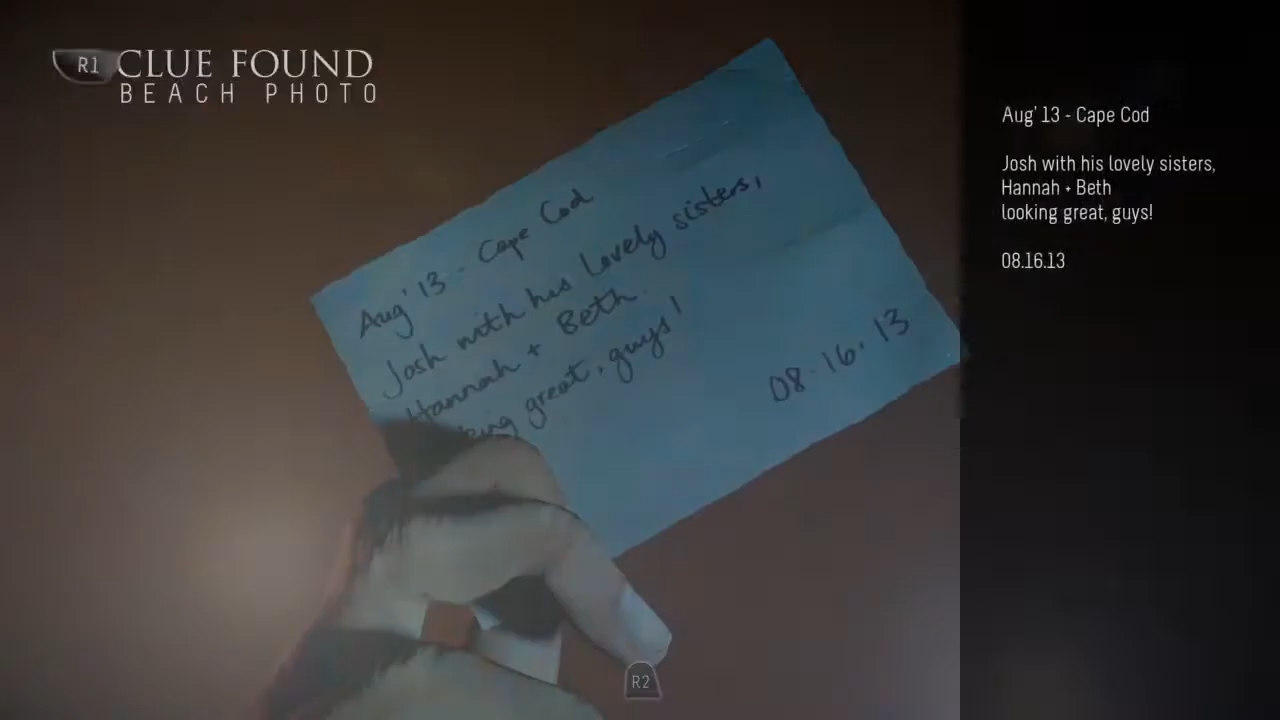 R1 CLUE FOUND
BEACH PHOTO
Aug' 13 - Cape Cod
Josh with his lovely sisters,
Hannah + Beth.
king great, guys!
08.16.13
Aug' 13 - Cape Cod
Josh with his lovely sisters,
Hannah + Beth
looking great, guys!
08.16.13
R2